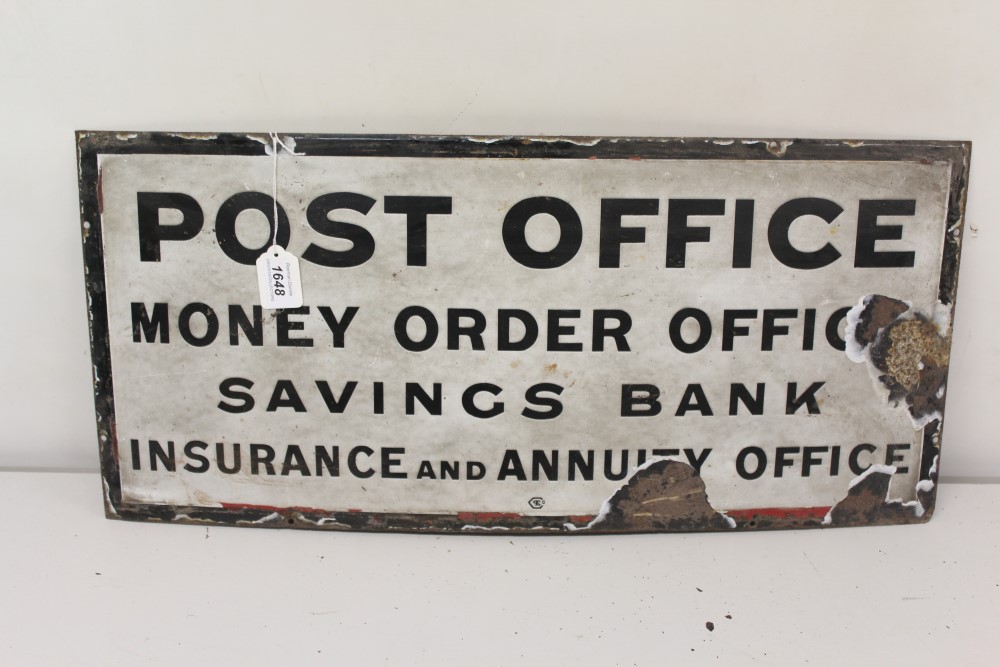 POST OFFICE
1648
MONEY ORDER OFFIC
SAVINGS BANK
INSURANCE AND ANNUITY OFFICE